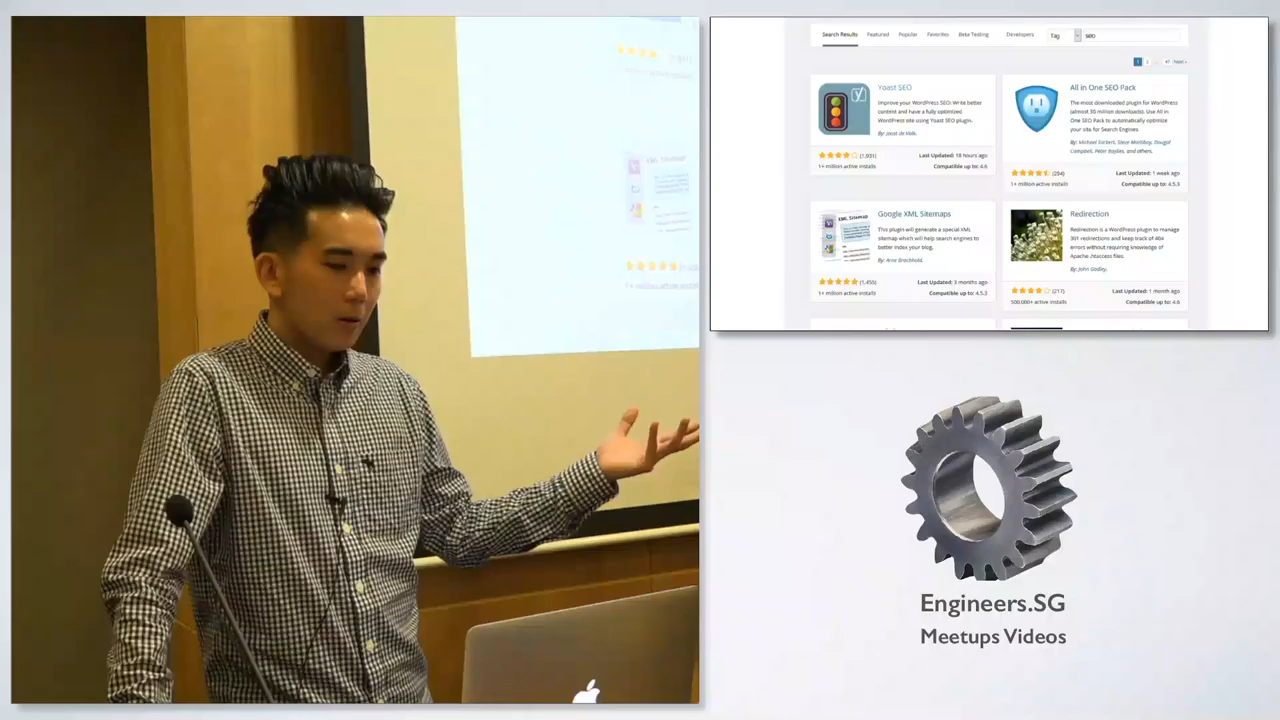 Search Results Featured Popular Favorites Beta Testing Developers Tag seo
1 2 ... 47 Next »
Yoast SEO
Improve your WordPress SEO: Write better
content and have a fully optimized
WordPress site using Yoast SEO plugin.
By: Joost de Valk.
(1,931)
1+ million active installs
Last Updated: 18 hours ago
Compatible up to: 4.6
All in One SEO Pack
The most downloaded plugin for WordPress
(almost 30 million downloads). Use All in
One SEO Pack to automatically optimize
your site for Search Engines
By: Michael Torbert, Steve Mortiboy, Dougal
Campbell, Peter Baylies, and others.
(294)
1+ million active installs
Last Updated: 1 week ago
Compatible up to: 4.5.3
Google XML Sitemaps
This plugin will generate a special XML
sitemap which will help search engines to
better index your blog.
By: Arne Brachhold.
(1,455)
1+ million active installs
Last Updated: 3 months ago
Compatible up to: 4.5.3
Redirection
Redirection is a WordPress plugin to manage
301 redirections and keep track of 404
errors without requiring knowledge of
Apache .htaccess files.
By: John Godley.
(217)
500,000+ active installs
Last Updated: 1 month ago
Compatible up to: 4.6
Engineers.SG
Meetups Videos